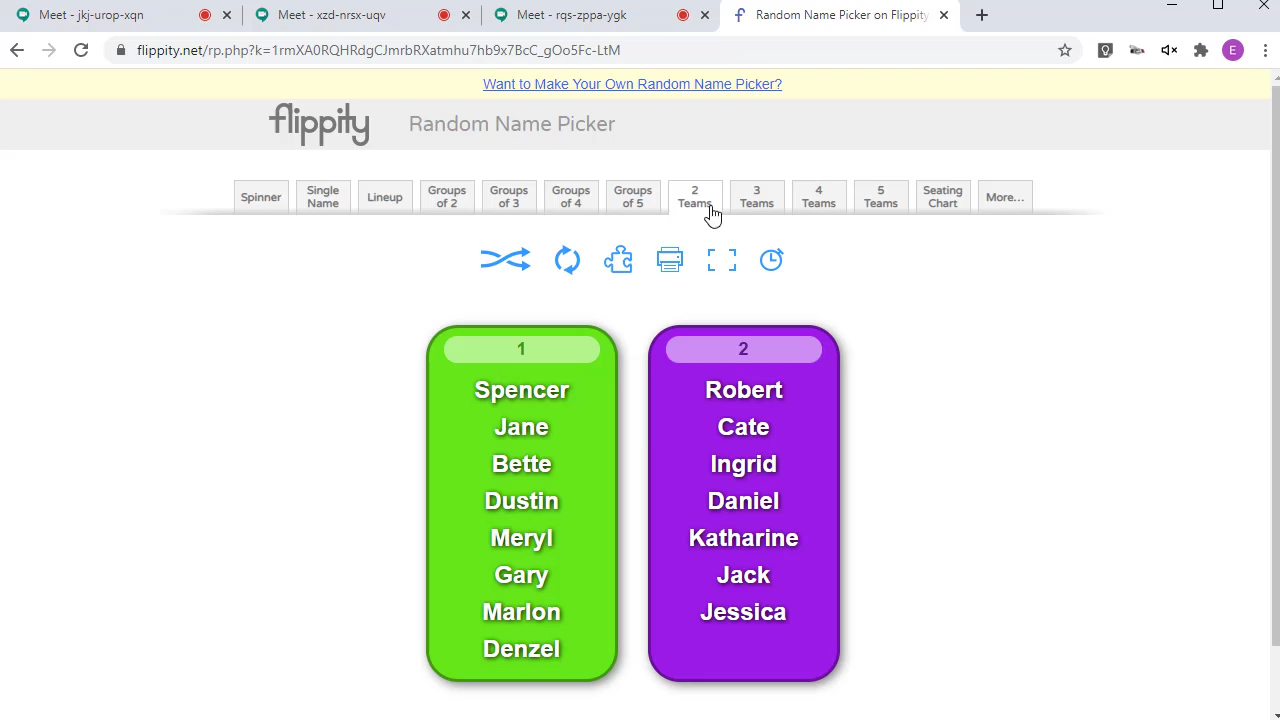 Meet - jkj-urop-xqn
Meet - xzd-nrsx-uqv
Meet - rqs-zppa-ygk
Random Name Picker on Flippity
flippity.net/rp.php?k=1rmXA0RQHRdgCJmrbRXatmhu7hb9x7BcC_gOo5Fc-LtM
E
Want to Make Your Own Random Name Picker?
flippity
Random Name Picker
Spinner
Single
Name
Lineup
Groups
of 2
Groups
of 3
Groups
of 4
Groups
of 5
2
Teams
3
Teams
4
Teams
5
Teams
Seating
Chart
More...
1
Spencer
Jane
Bette
Dustin
Meryl
Gary
Marlon
Denzel
2
Robert
Cate
Ingrid
Daniel
Katharine
Jack
Jessica